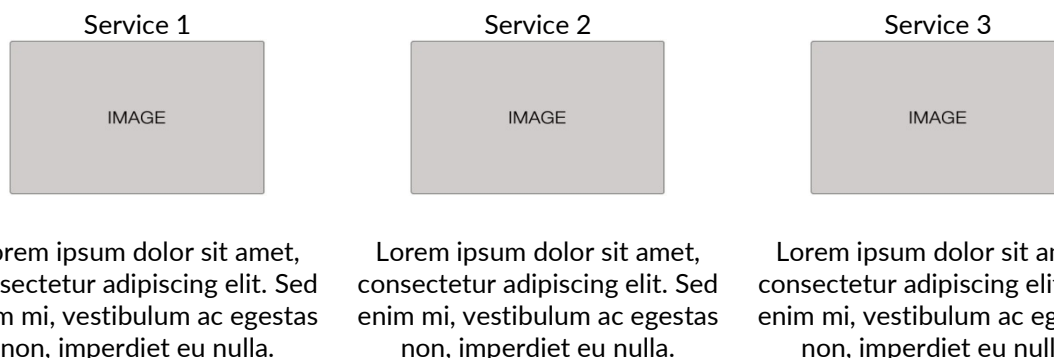 Service 1
IMAGE
ipsum dolor sit amet,
adipiscing elit. Sed
mi, vestibulum ac egestas
non, imperdiet eu nulla.
Service 2
IMAGE
Lorem ipsum dolor sit amet,
consectetur adipiscing elit. Sed
enim mi, vestibulum ac egestas
non, imperdiet eu nulla.
Service 3
IMAGE
Lorem ipsum dolor sit
consectetur adipiscing
enim mi, vestibulum ac
non, imperdiet eu